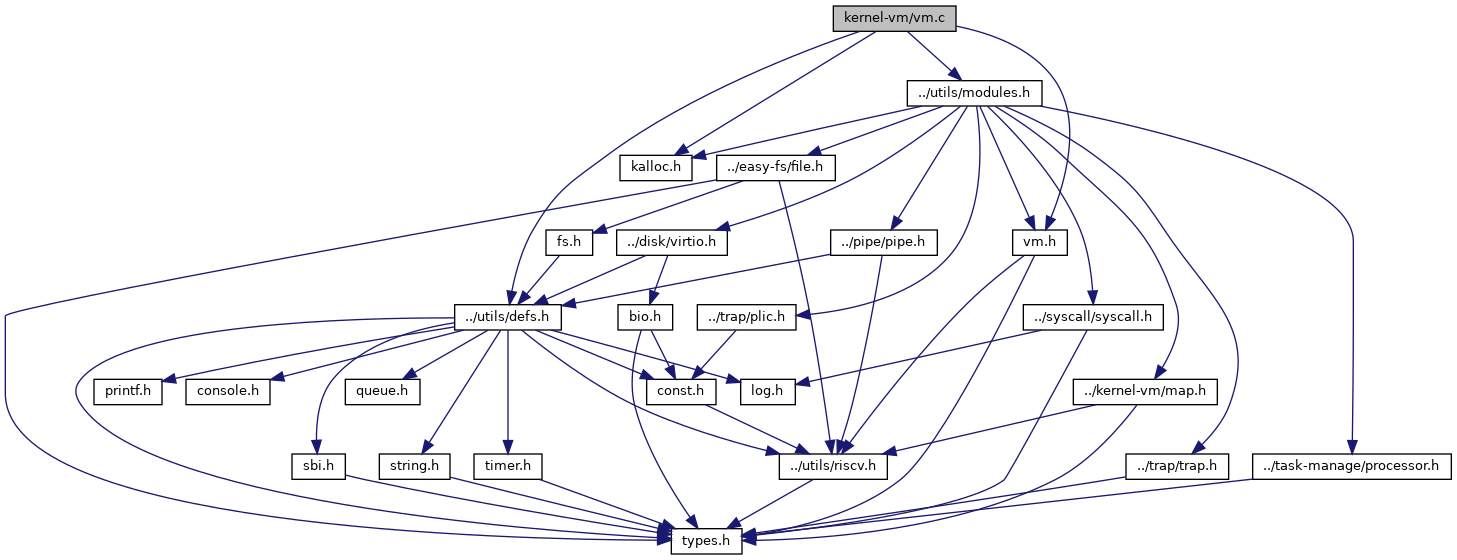 kernel-vm/vm.c
../utils/modules.h
kalloc.h
../easy-fs/file.h
fs.h
../disk/virtio.h
../pipe/pipe.h
vm.h
../utils/defs.h
bio.h
../trap/plic.h
../syscall/syscall.h
printf.h
console.h
queue.h
const.h
log.h
../kernel-vm/map.h
sbi.h
string.h
timer.h
../utils/riscv.h
../trap/trap.h
../task-manage/processor.h
types.h